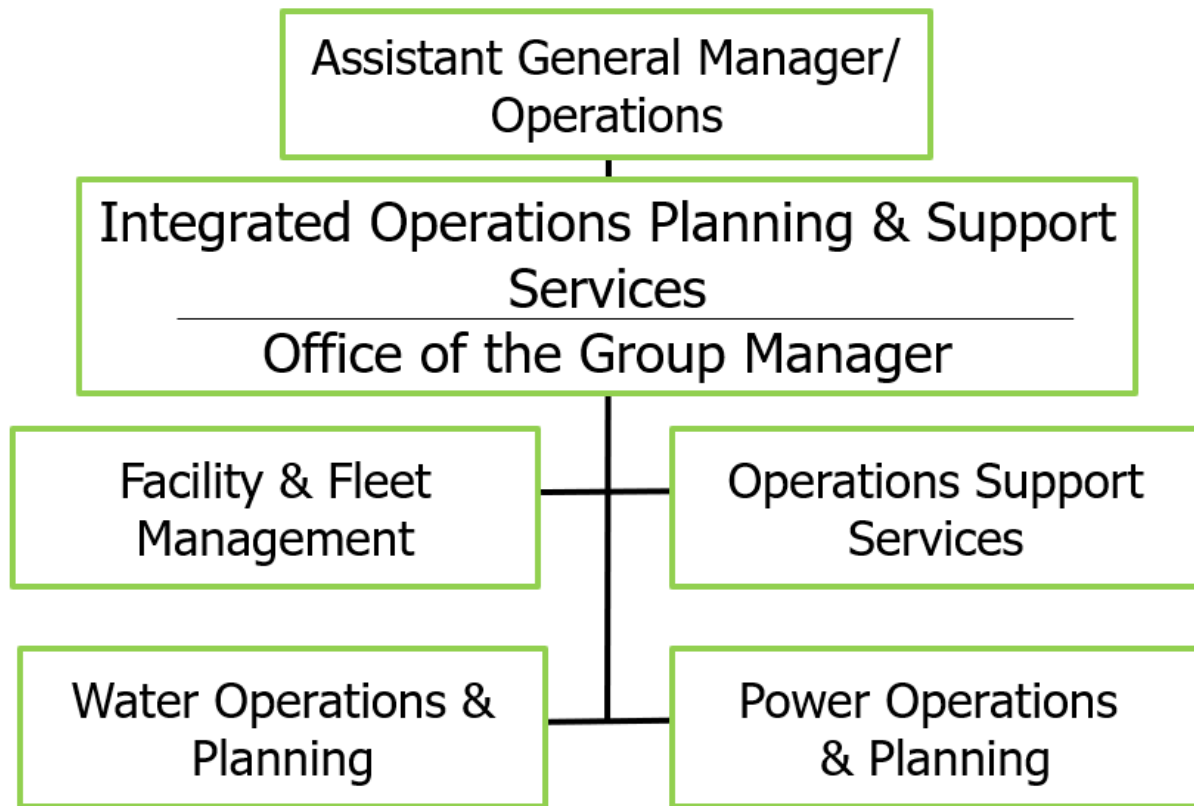 Assistant General Manager/
Operations
Integrated Operations Planning & Support
Services
Office of the Group Manager
Facility & Fleet
Management
Operations Support
Services
Water Operations &
Planning
Power Operations
& Planning